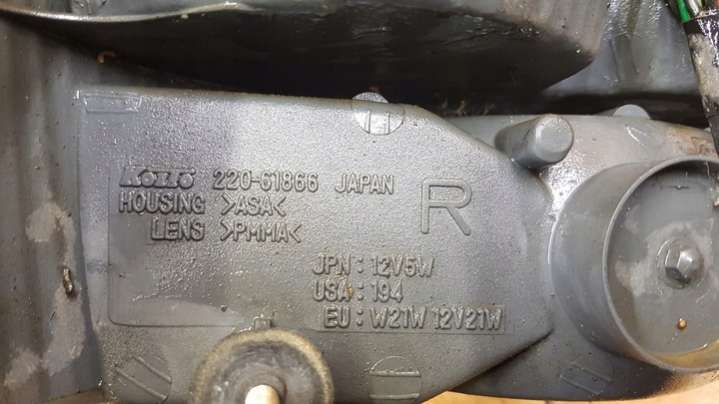 KOITO 220-61866 JAPAN
HOUSING >ASA<
LENS >PMMA<
R
JPN : 12V5W
USA : 194
EU : W21W 12V21W